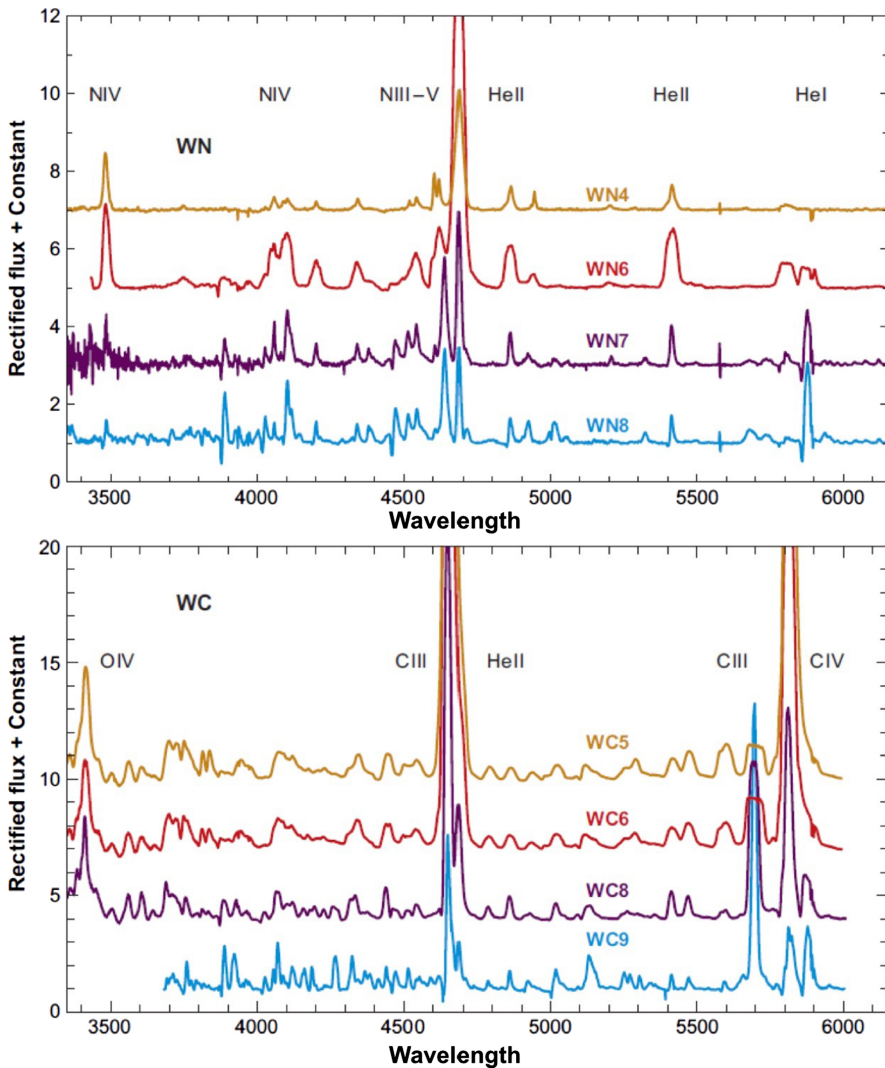 12
NIV NIV NIII–V HeII HeII HeI
10
WN
8
WN4
6
WN6
4
WN7
2
WN8
0
3500 4000 4500 5000 5500 6000
Wavelength
Rectified flux + Constant
20
WC
15
OIV CIII HeII CIII CIV
WC5
10
WC6
5
WC8
WC9
0
3500 4000 4500 5000 5500 6000
Wavelength
Rectified flux + Constant